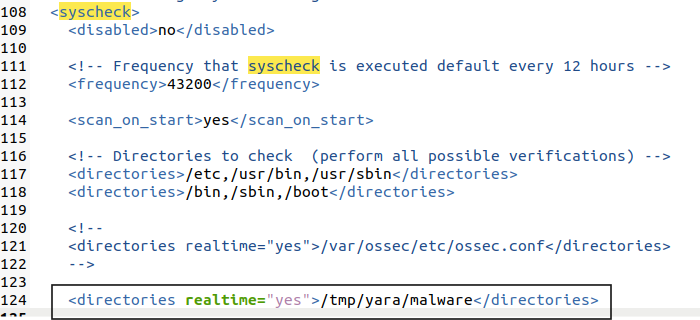 108 <syscheck>
109 <disabled>no</disabled>
110
111 <!-- Frequency that syscheck is executed default every 12 hours -->
112 <frequency>43200</frequency>
113
114 <scan_on_start>yes</scan_on_start>
115
116 <!-- Directories to check  (perform all possible verifications) -->
117 <directories>/etc,/usr/bin,/usr/sbin</directories>
118 <directories>/bin,/sbin,/boot</directories>
119
120 <!--
121 <directories realtime="yes">/var/ossec/etc/ossec.conf</directories>
122 -->
123
124 <directories realtime="yes">/tmp/yara/malware</directories>